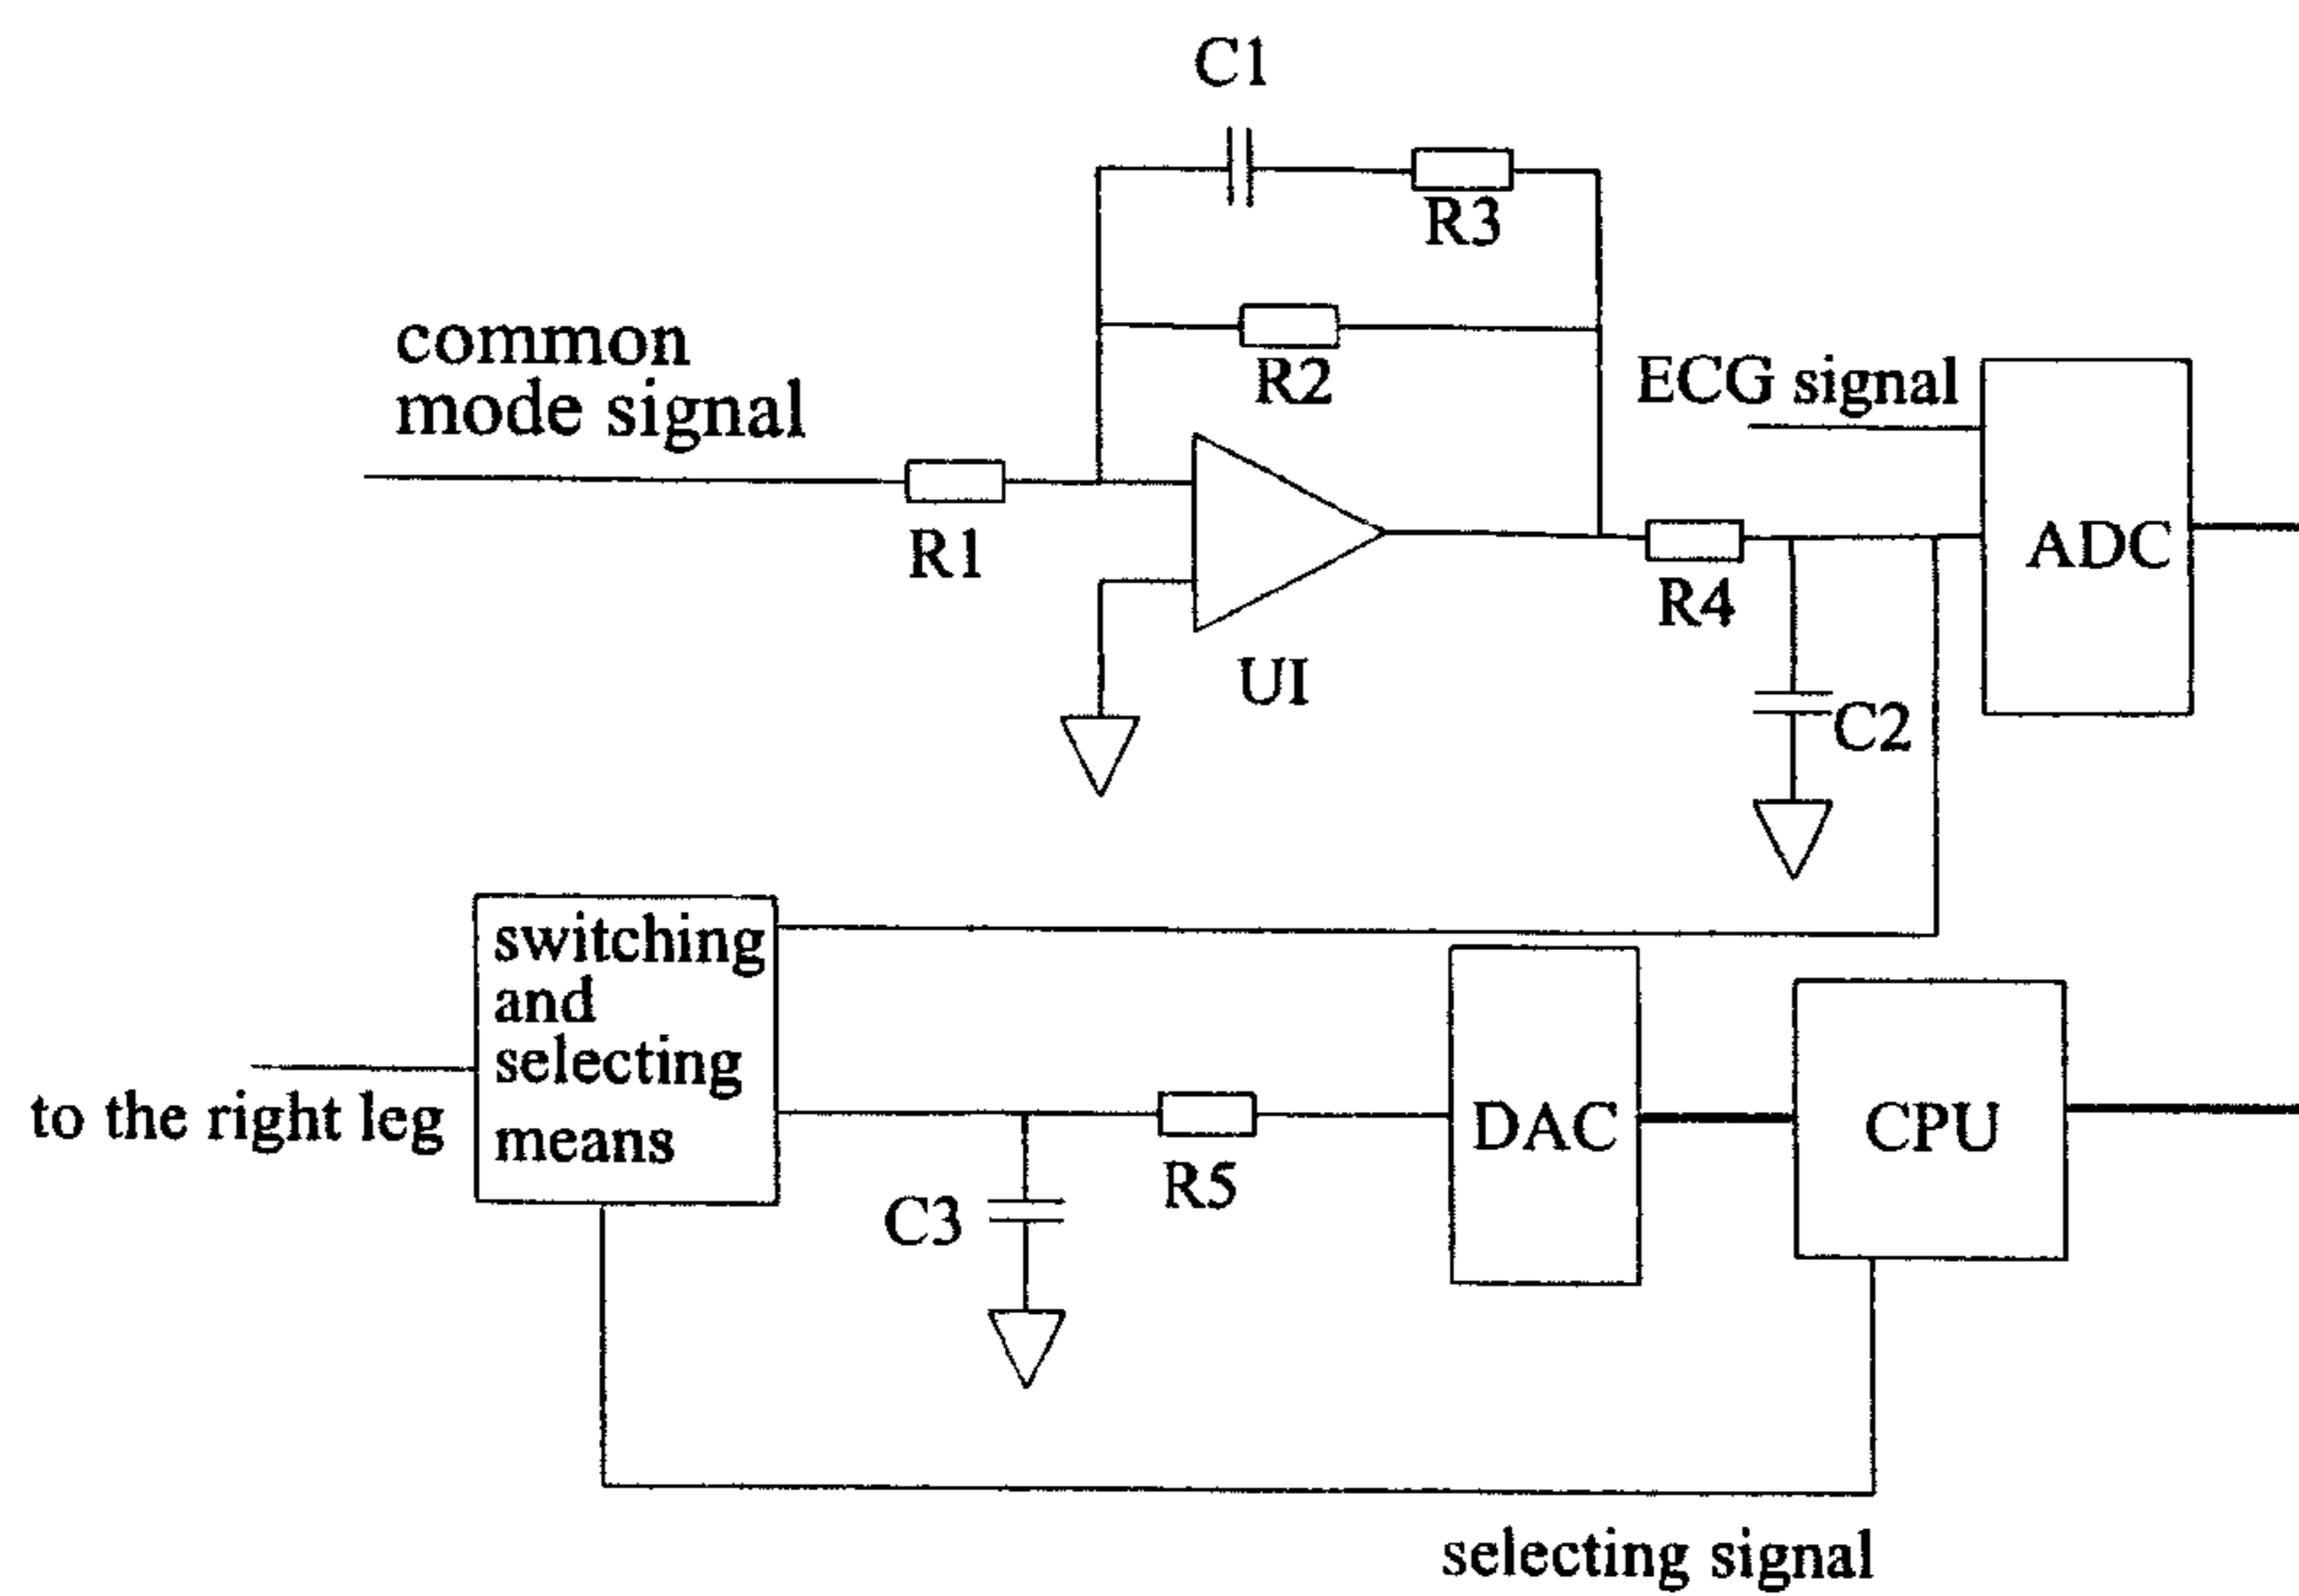 C1
R3
common
mode signal
R2
ECG signal
R1
ADC
R4
UI
C2
switching
and
selecting
means
to the right leg
DAC
CPU
R5
C3
selecting signal